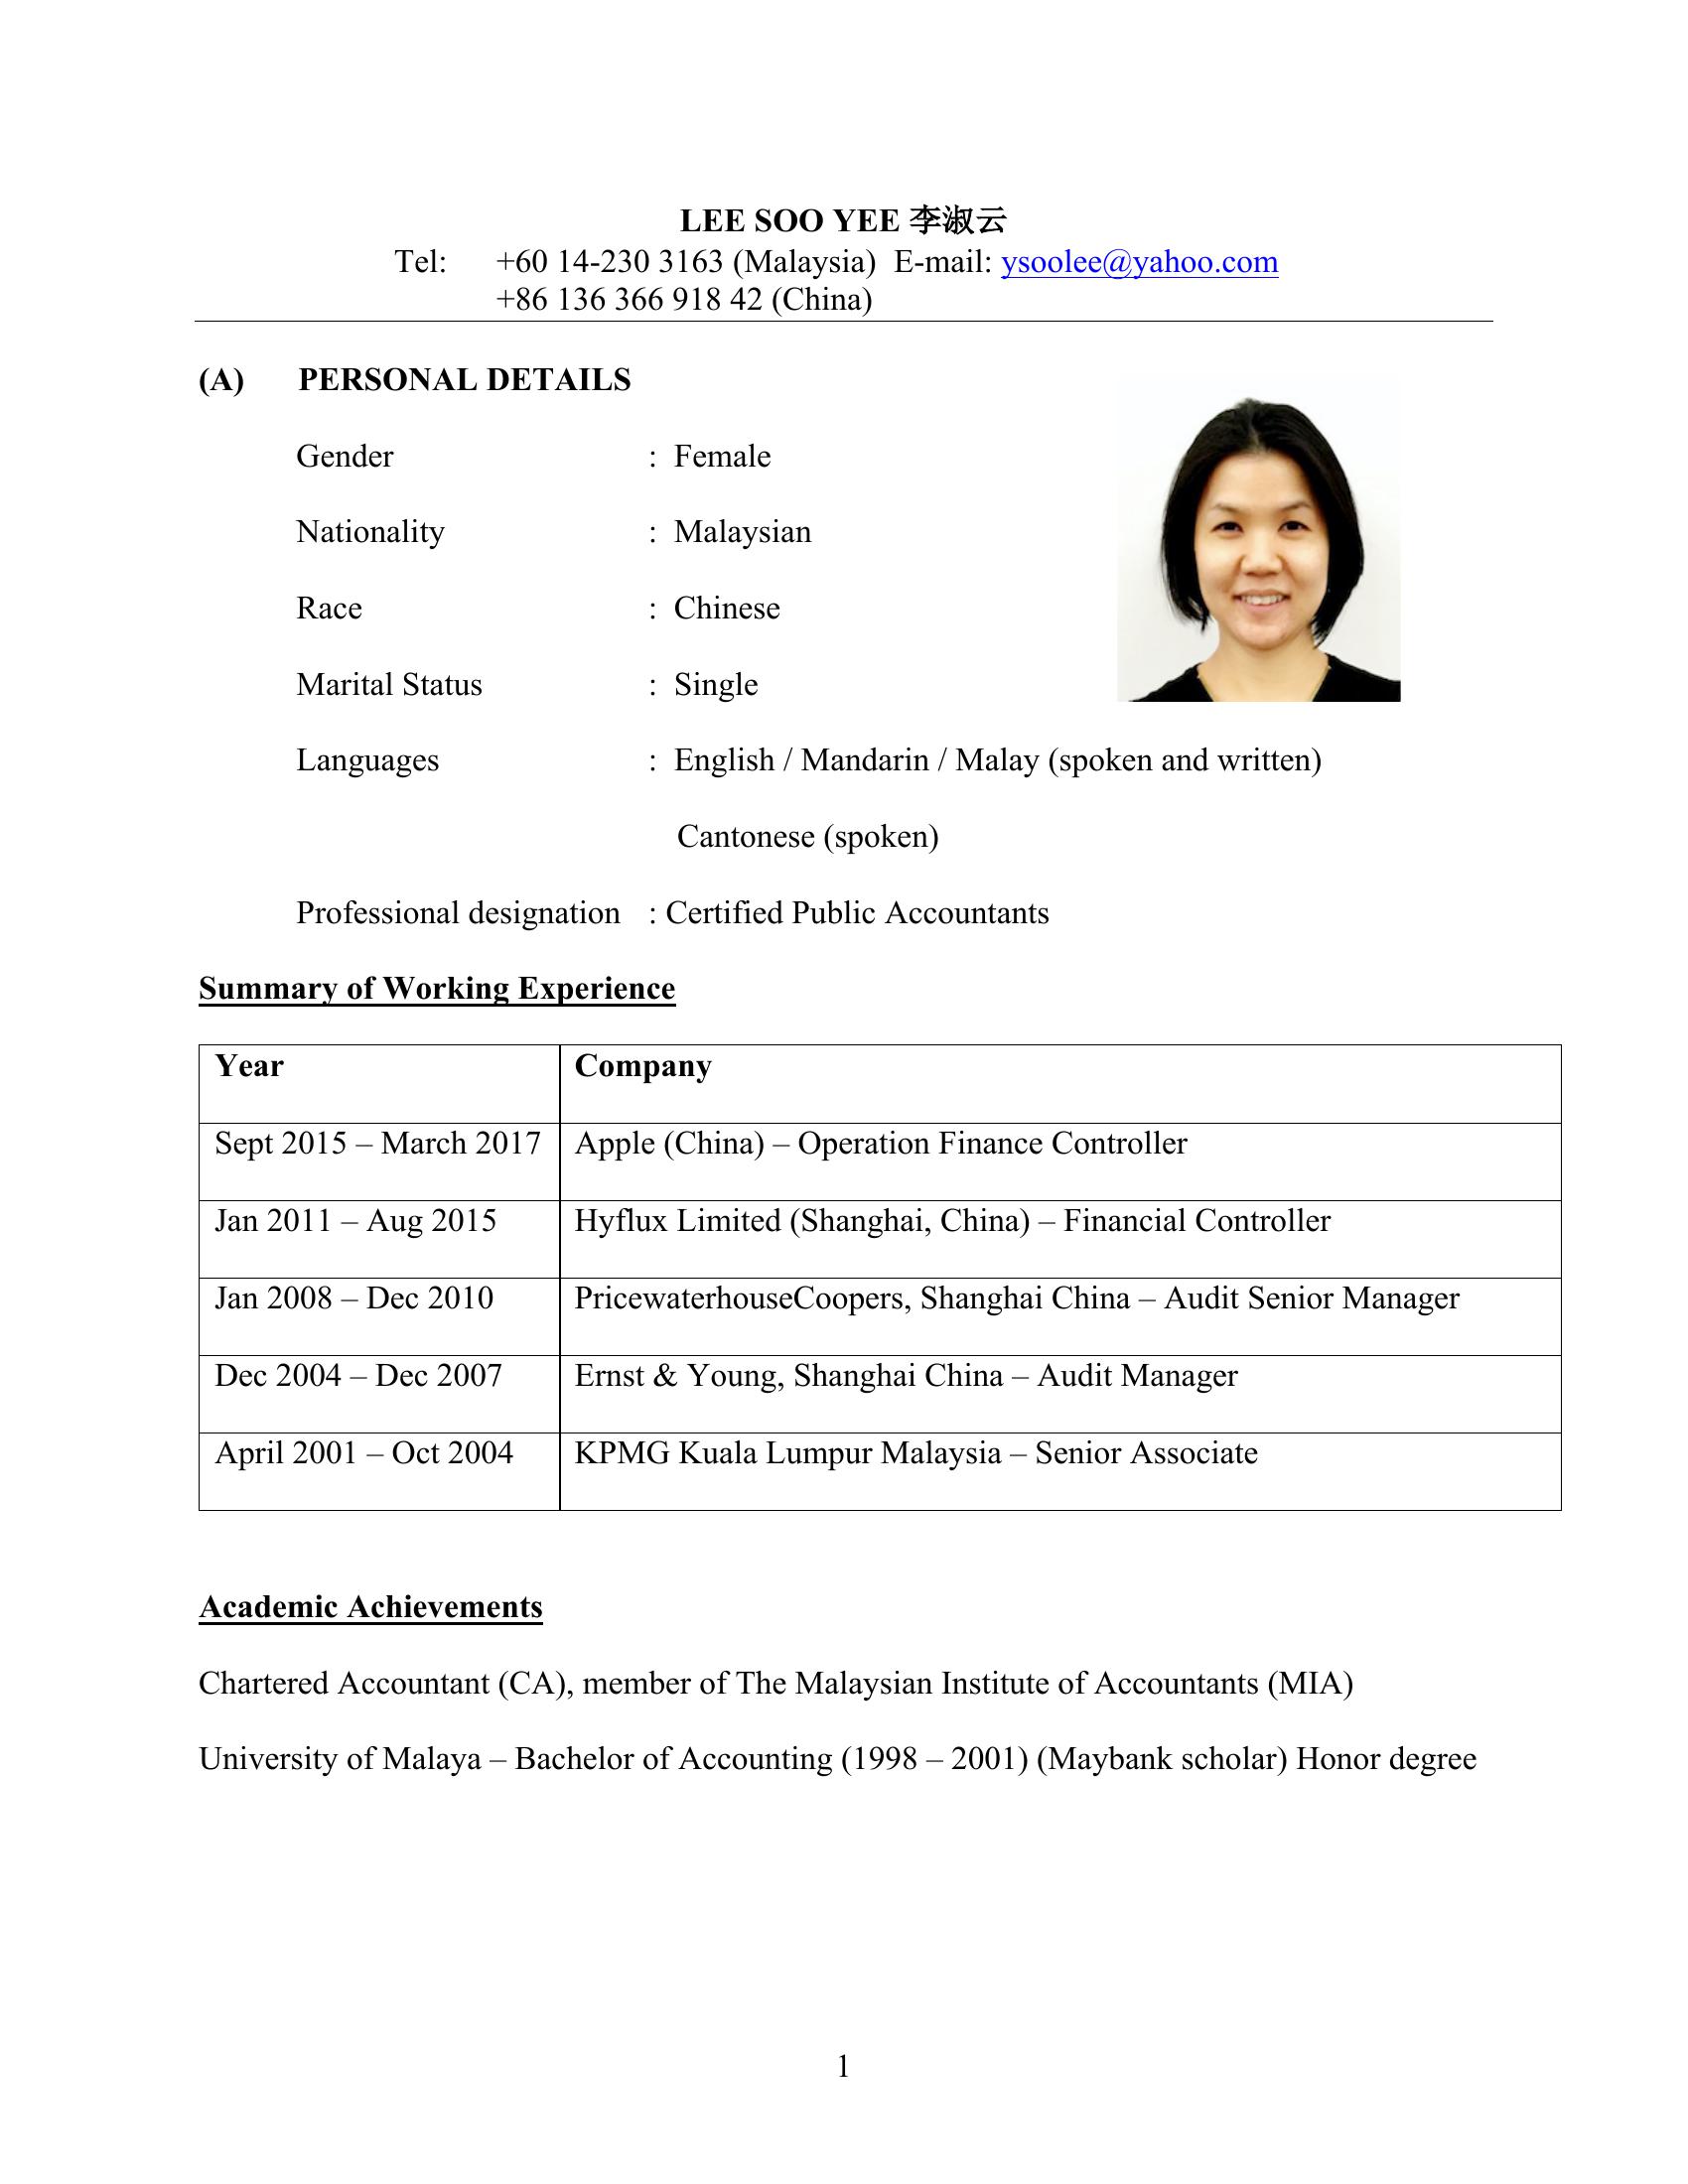 LEE SOO YEE 李淑云
Tel: +60 14-230 3163 (Malaysia) E-mail: ysoolee@yahoo.com
+86 136 366 918 42 (China)
(A) PERSONAL DETAILS
Gender : Female
Nationality : Malaysian
Race : Chinese
Marital Status : Single
Languages : English / Mandarin / Malay (spoken and written)
Cantonese (spoken)
Professional designation : Certified Public Accountants
Summary of Working Experience
Year Company
Sept 2015 – March 2017 Apple (China) – Operation Finance Controller
Jan 2011 – Aug 2015 Hyflux Limited (Shanghai, China) – Financial Controller
Jan 2008 – Dec 2010 PricewaterhouseCoopers, Shanghai China – Audit Senior Manager
Dec 2004 – Dec 2007 Ernst & Young, Shanghai China – Audit Manager
April 2001 – Oct 2004 KPMG Kuala Lumpur Malaysia – Senior Associate
Academic Achievements
Chartered Accountant (CA), member of The Malaysian Institute of Accountants (MIA)
University of Malaya – Bachelor of Accounting (1998 – 2001) (Maybank scholar) Honor degree
1